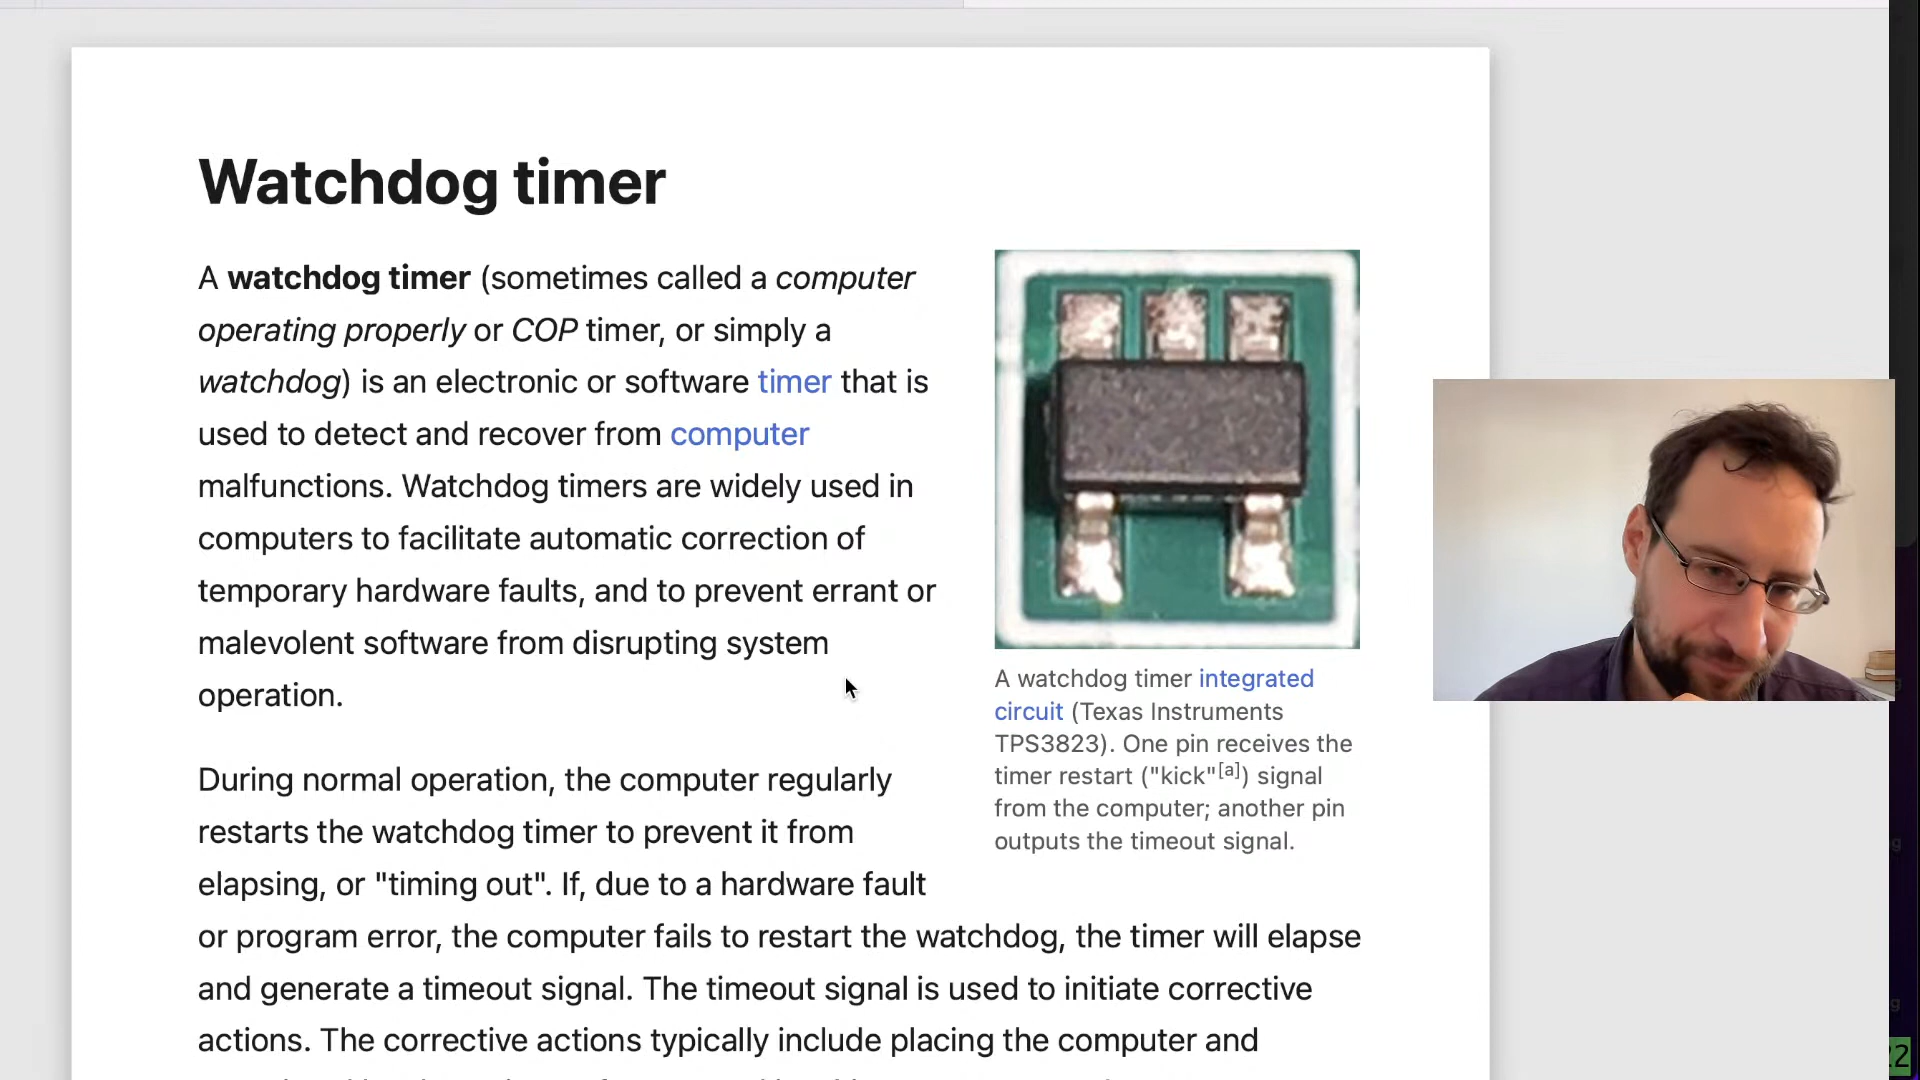 Watchdog timer
A watchdog timer (sometimes called a computer
operating properly or COP timer, or simply a
watchdog) is an electronic or software timer that is
used to detect and recover from computer
malfunctions. Watchdog timers are widely used in
computers to facilitate automatic correction of
temporary hardware faults, and to prevent errant or
malevolent software from disrupting system
operation.
A watchdog timer integrated
circuit (Texas Instruments
TPS3823). One pin receives the
timer restart ("kick"[a]) signal
from the computer; another pin
outputs the timeout signal.
During normal operation, the computer regularly
restarts the watchdog timer to prevent it from
elapsing, or "timing out". If, due to a hardware fault
or program error, the computer fails to restart the watchdog, the timer will elapse
and generate a timeout signal. The timeout signal is used to initiate corrective
actions. The corrective actions typically include placing the computer and